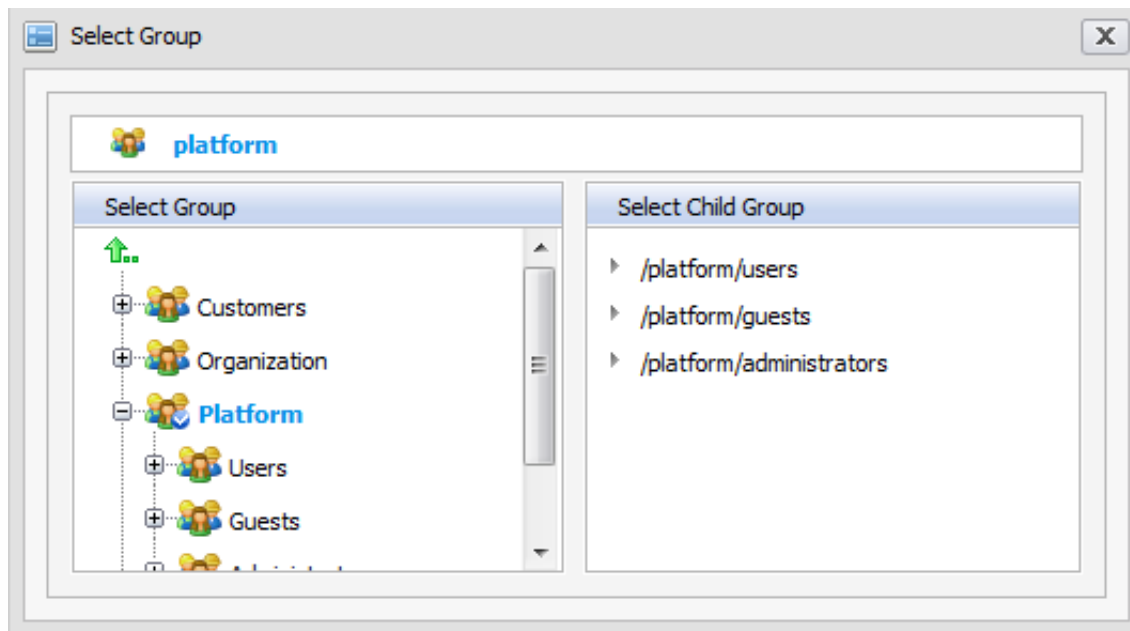 Select Group
platform
Select Group
Customers
Organization
Platform
Users
Guests
Select Child Group
/platform/users
/platform/guests
/platform/administrators